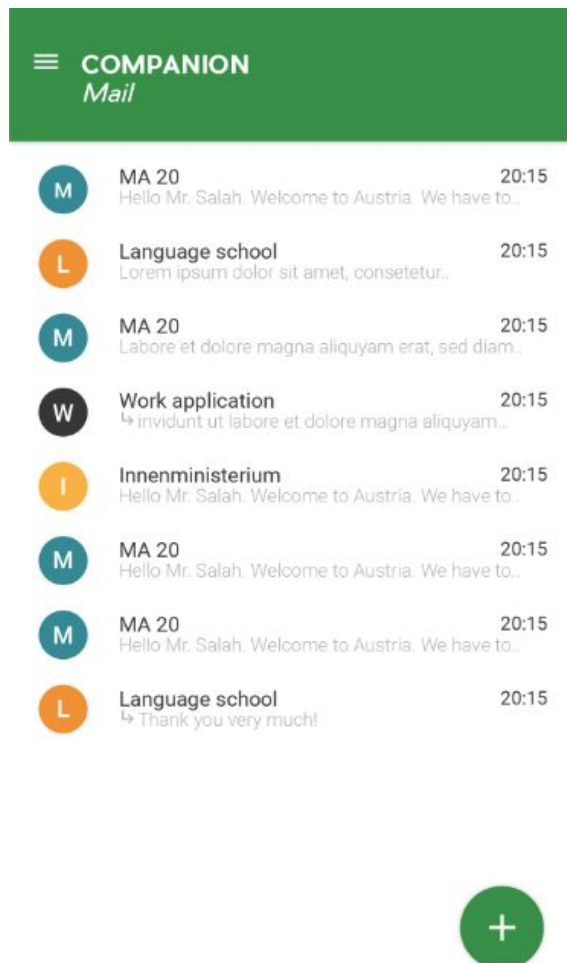 COMPANION
Mail
M MA 20 20:15
Hello Mr. Salah. Welcome to Austria. We have to..
L Language school 20:15
Lorem ipsum dolor sit amet, consetetur..
M MA 20 20:15
Labore et dolore magna aliquyam erat, sed diam..
W Work application 20:15
↳ invidunt ut labore et dolore magna aliquyam..
I Innenministerium 20:15
Hello Mr. Salah. Welcome to Austria. We have to..
M MA 20 20:15
Hello Mr. Salah. Welcome to Austria. We have to..
M MA 20 20:15
Hello Mr. Salah. Welcome to Austria. We have to..
L Language school 20:15
↳ Thank you very much!
+